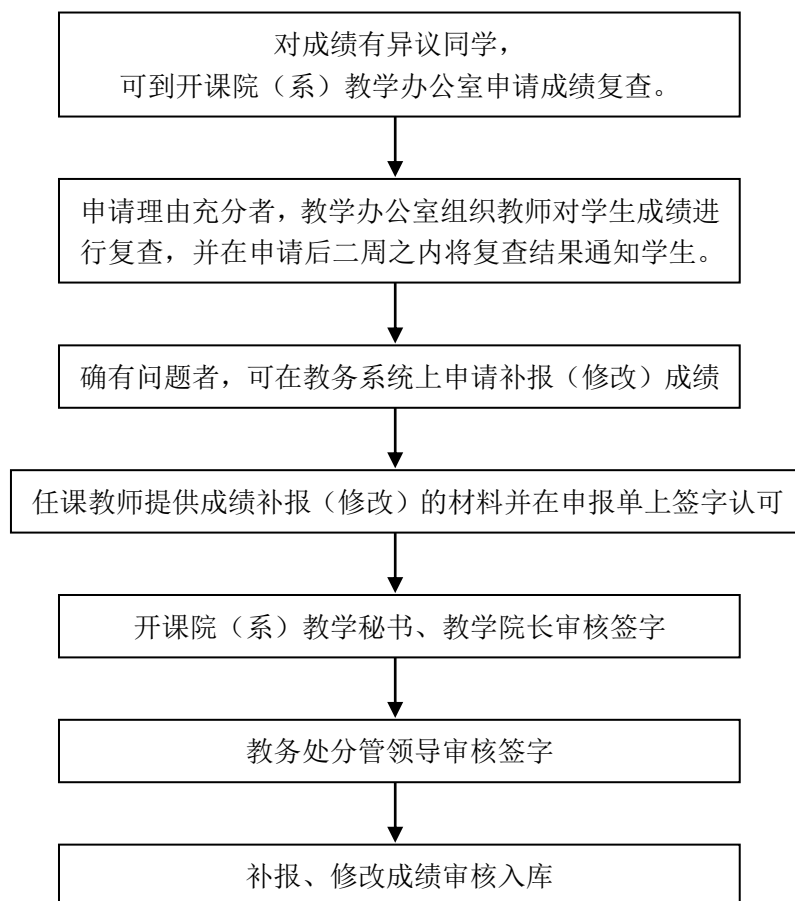 对成绩有异议同学，
可到开课院（系）教学办公室申请成绩复查。
申请理由充分者，教学办公室组织教师对学生成绩进
行复查，并在申请后二周之内将复查结果通知学生。
确有问题者，可在教务系统上申请补报（修改）成绩
任课教师提供成绩补报（修改）的材料并在申报单上签字认可
开课院（系）教学秘书、教学院长审核签字
教务处分管领导审核签字
补报、修改成绩审核入库